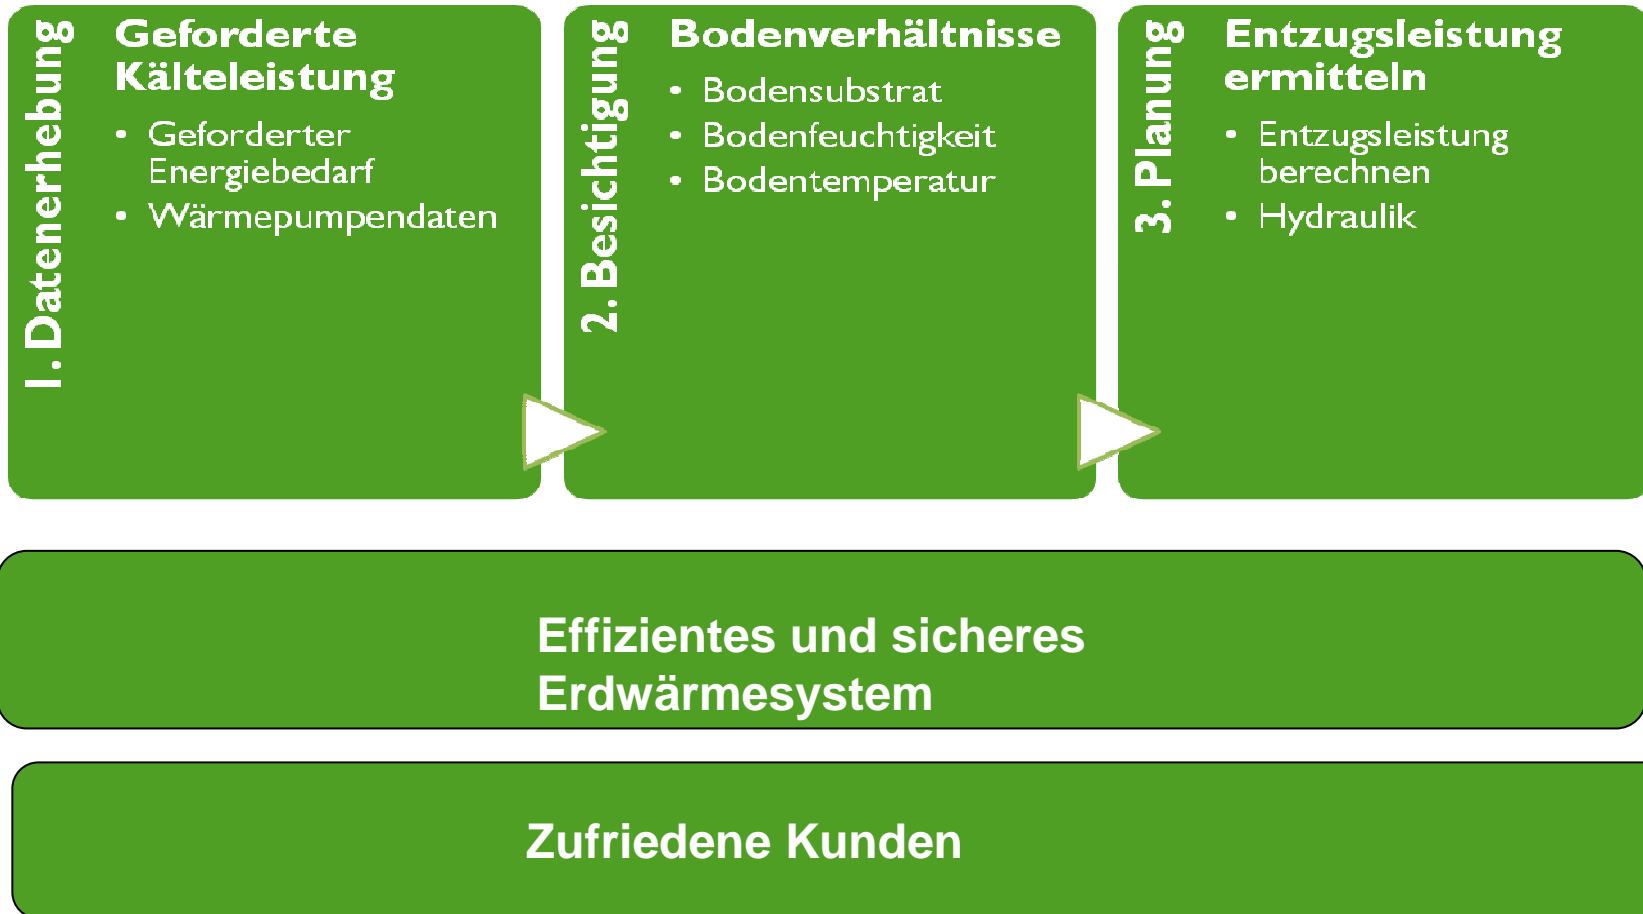 1. Datenerhebung
Geforderte
Kälteleistung
• Geforderter
Energiebedarf
• Wärmepumpendaten
2. Besichtigung
Bodenverhältnisse
• Bodensubstrat
• Bodenfeuchtigkeit
• Bodentemperatur
3. Planung
Entzugsleistung
ermitteln
• Entzugsleistung
berechnen
• Hydraulik
Effizientes und sicheres
Erdwärmesystem
Zufriedene Kunden